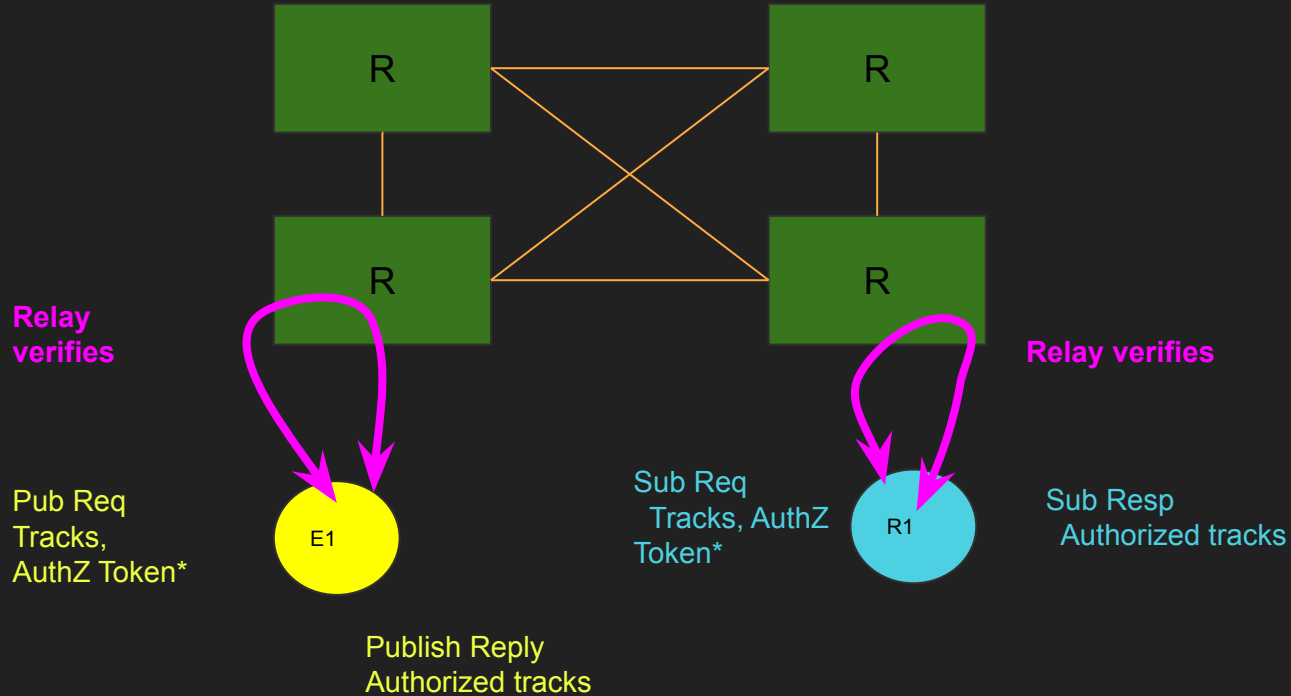 R
R
R
R
Relay
verifies
Relay verifies
Pub Req
Tracks,
AuthZ Token*
E1
Sub Req
Tracks, AuthZ
Token*
R1
Sub Resp
Authorized tracks
Publish Reply
Authorized tracks